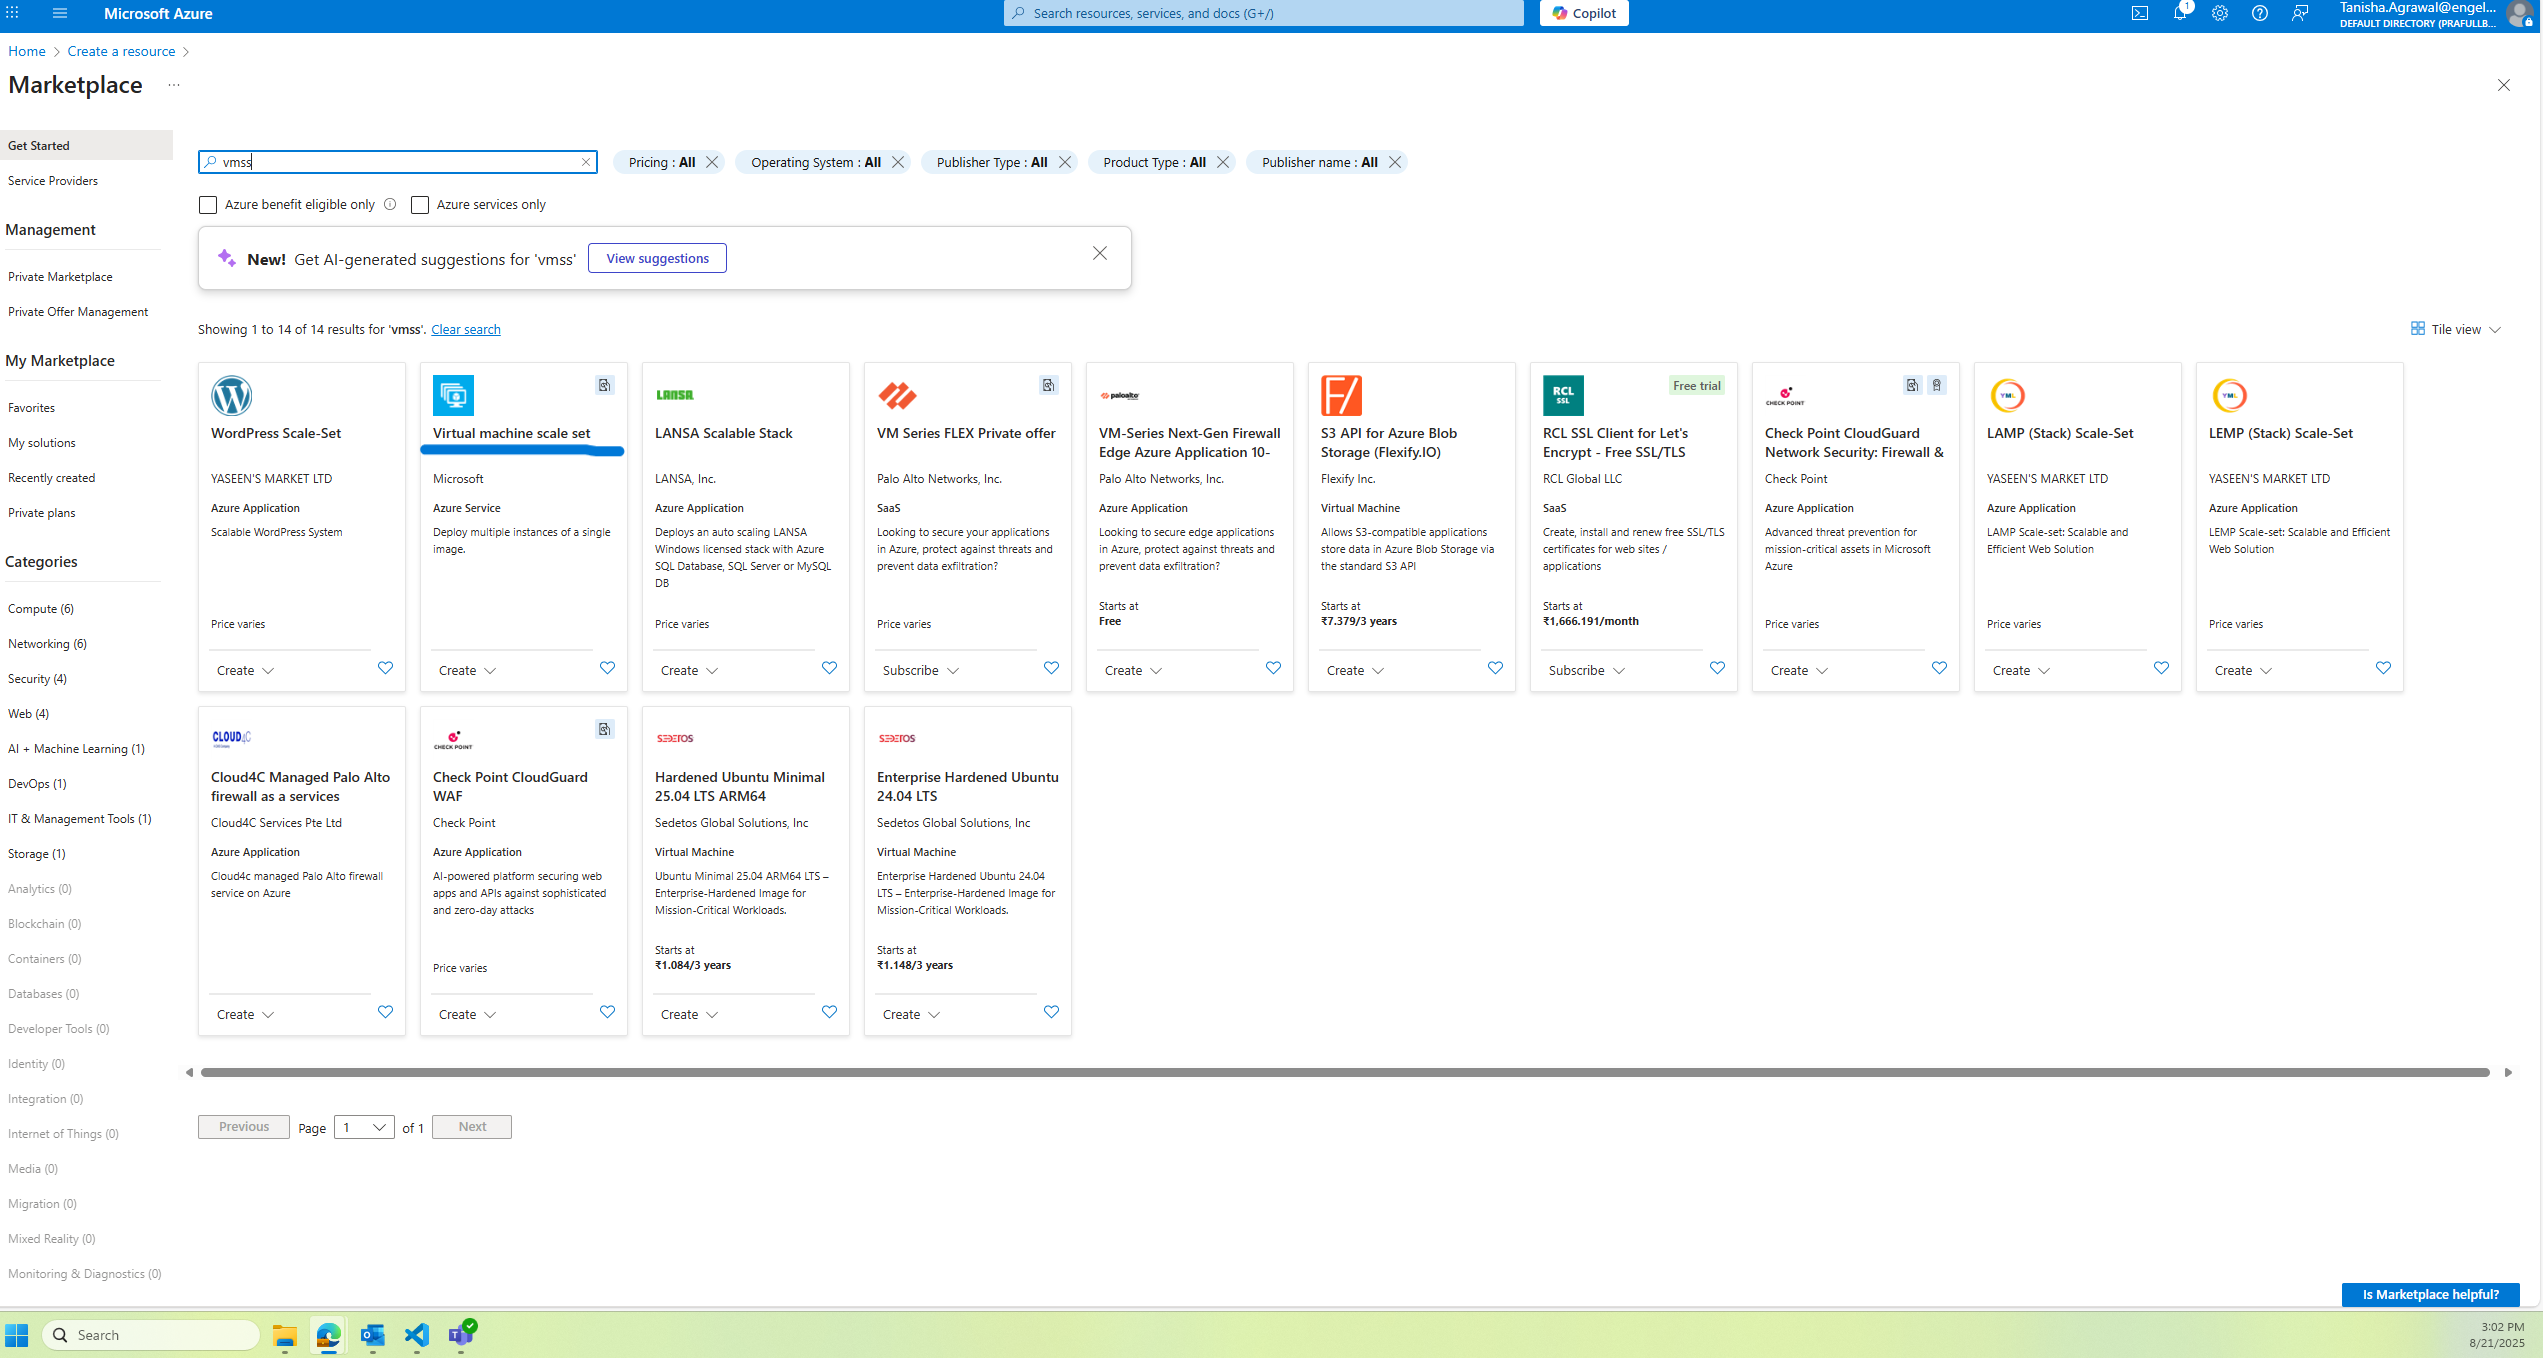 Microsoft Azure
Search resources, services, and docs (G+/)
Copilot
1
Tanisha.Agrawal@engel...
DEFAULT DIRECTORY (PRAFULLB...
Home > Create a resource >
Marketplace ...
Get Started
Service Providers
Management
Private Marketplace
Private Offer Management
My Marketplace
Favorites
My solutions
Recently created
Private plans
Categories
Compute (6)
Networking (6)
Security (4)
Web (4)
AI + Machine Learning (1)
DevOps (1)
IT & Management Tools (1)
Storage (1)
Analytics (0)
Blockchain (0)
Containers (0)
Databases (0)
Developer Tools (0)
Identity (0)
Integration (0)
Internet of Things (0)
Media (0)
Migration (0)
Mixed Reality (0)
Monitoring & Diagnostics (0)
vmss
Pricing : All
Operating System : All
Publisher Type : All
Product Type : All
Publisher name : All
Azure benefit eligible only
Azure services only
New! Get AI-generated suggestions for 'vmss'
View suggestions
Showing 1 to 14 of 14 results for 'vmss'. Clear search
Tile view
WordPress Scale-Set
YASEEN'S MARKET LTD
Azure Application
Scalable WordPress System
Price varies
Create
Virtual machine scale set
Microsoft
Azure Service
Deploy multiple instances of a single
image.
Create
LANSA
LANSA Scalable Stack
LANSA, Inc.
Azure Application
Deploys an auto scaling LANSA
Windows licensed stack with Azure
SQL Database, SQL Server or MySQL
DB
Price varies
Create
VM Series FLEX Private offer
Palo Alto Networks, Inc.
SaaS
Looking to secure your applications
in Azure, protect against threats and
prevent data exfiltration?
Price varies
Subscribe
paloalto
VM-Series Next-Gen Firewall
Edge Azure Application 10-
Palo Alto Networks, Inc.
Azure Application
Looking to secure edge applications
in Azure, protect against threats and
prevent data exfiltration?
Starts at
Free
Create
F/
S3 API for Azure Blob
Storage (Flexify.IO)
Flexify Inc.
Virtual Machine
Allows S3-compatible applications
store data in Azure Blob Storage via
the standard S3 API
Starts at
₹7.379/3 years
Create
RCL
SSL
Free trial
RCL SSL Client for Let's
Encrypt - Free SSL/TLS
RCL Global LLC
SaaS
Create, install and renew free SSL/TLS
certificates for web sites /
applications
Starts at
₹1,666.191/month
Subscribe
CHECK POINT
Check Point CloudGuard
Network Security: Firewall &
Check Point
Azure Application
Advanced threat prevention for
mission-critical assets in Microsoft
Azure
Price varies
Create
YML
LAMP (Stack) Scale-Set
YASEEN'S MARKET LTD
Azure Application
LAMP Scale-set: Scalable and
Efficient Web Solution
Price varies
Create
YML
LEMP (Stack) Scale-Set
YASEEN'S MARKET LTD
Azure Application
LEMP Scale-set: Scalable and Efficient
Web Solution
Price varies
Create
CLOUD4C
Cloud4C Managed Palo Alto
firewall as a services
Cloud4C Services Pte Ltd
Azure Application
Cloud4c managed Palo Alto firewall
service on Azure
Create
CHECK POINT
Check Point CloudGuard
WAF
Check Point
Azure Application
AI-powered platform securing web
apps and APIs against sophisticated
and zero-day attacks
Price varies
Create
SEDETOS
Hardened Ubuntu Minimal
25.04 LTS ARM64
Sedetos Global Solutions, Inc
Virtual Machine
Ubuntu Minimal 25.04 ARM64 LTS –
Enterprise-Hardened Image for
Mission-Critical Workloads.
Starts at
₹1.084/3 years
Create
SEDETOS
Enterprise Hardened Ubuntu
24.04 LTS
Sedetos Global Solutions, Inc
Virtual Machine
Enterprise Hardened Ubuntu 24.04
LTS – Enterprise-Hardened Image for
Mission-Critical Workloads.
Starts at
₹1.148/3 years
Create
Previous
Page 1 of 1
Next
Is Marketplace helpful?
Search
3:02 PM
8/21/2025